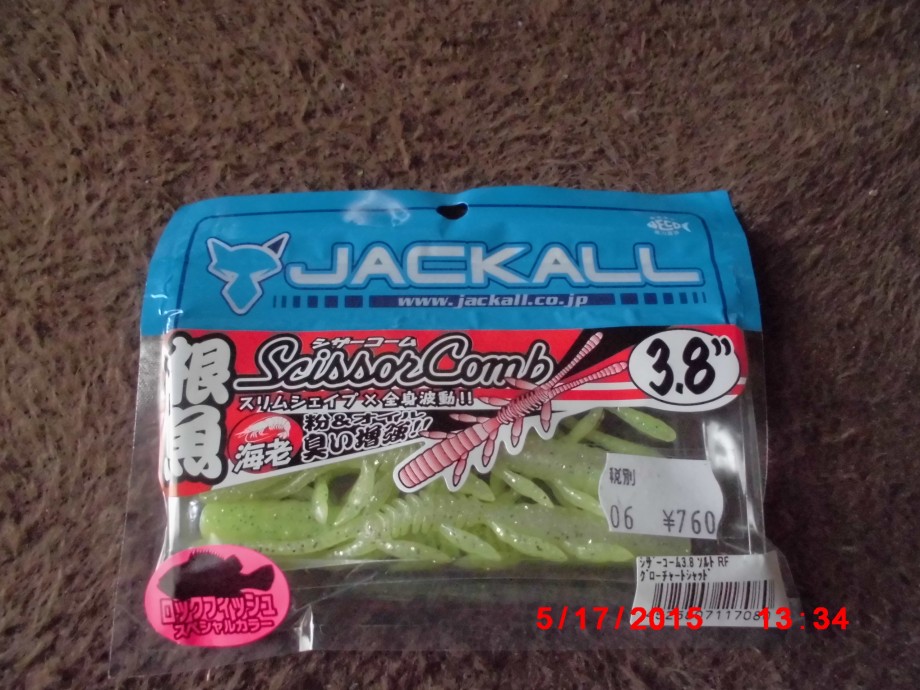 JACKALL
www.jackall.co.jp
ECO
根魚
シザーコーム
ScissorComb
3.8"
スリムシェイプ×全身波動!!
海老
粉&オイル
臭い増強!!
税別
06 ¥760
シザーコーム3.8 ソルト RF
グローチャートシャッド
ロックフィッシュ
スペシャルカラー
5/17/2015 13:34